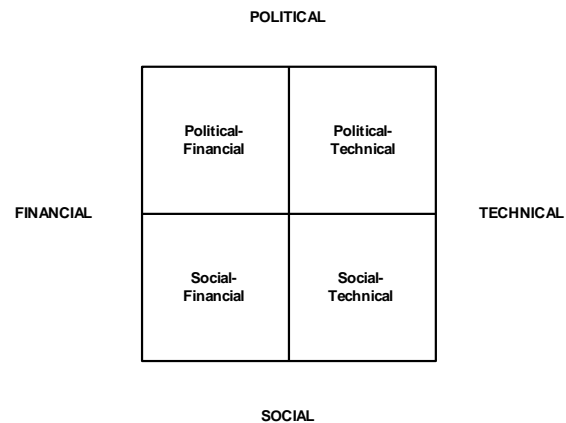 POLITICAL
Political-
Financial
Political-
Technical
FINANCIAL
TECHNICAL
Social-
Financial
Social-
Technical
SOCIAL